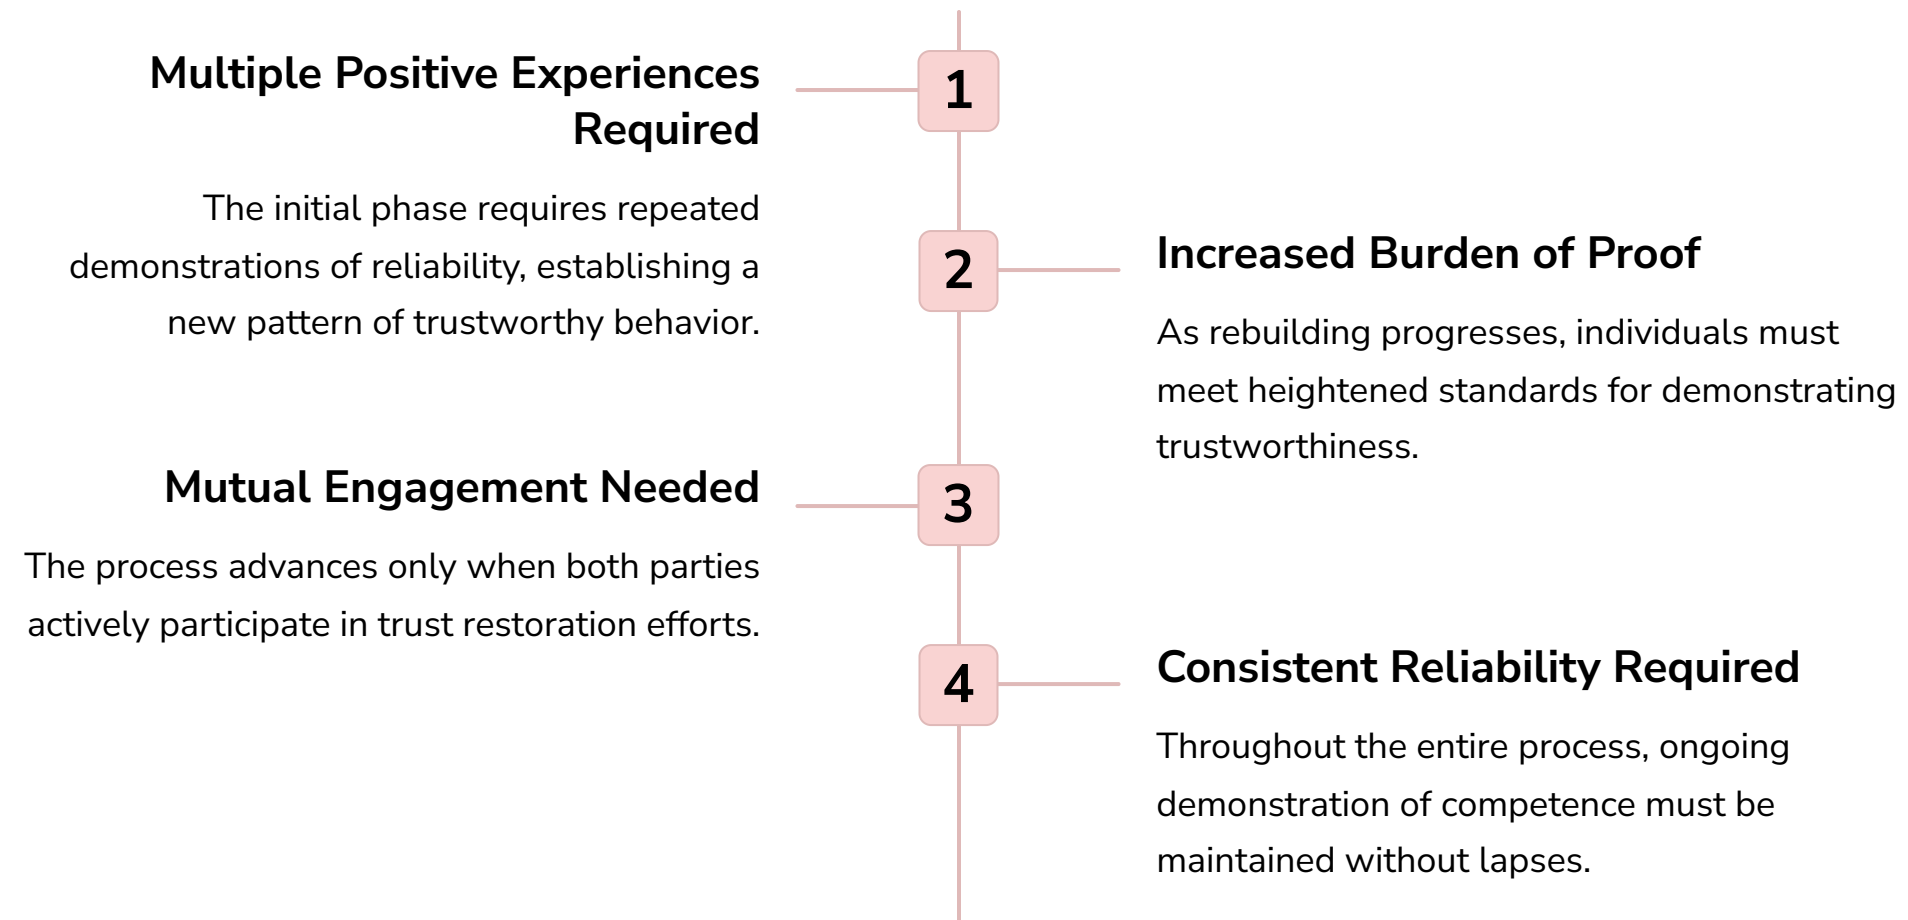 Multiple Positive Experiences
Required
The initial phase requires repeated
demonstrations of reliability, establishing a
new pattern of trustworthy behavior.
1
2
Increased Burden of Proof
As rebuilding progresses, individuals must
meet heightened standards for demonstrating
trustworthiness.
Mutual Engagement Needed
The process advances only when both parties
actively participate in trust restoration efforts.
3
4
Consistent Reliability Required
Throughout the entire process, ongoing
demonstration of competence must be
maintained without lapses.